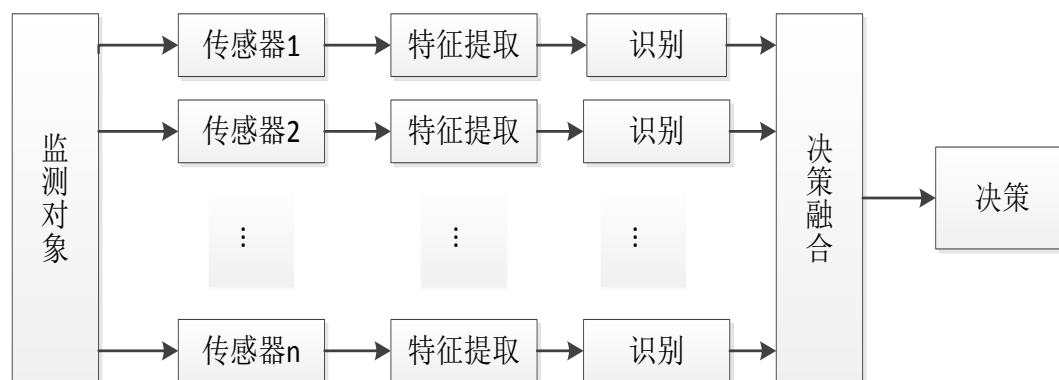 监测对象
传感器1
特征提取
识别
传感器2
特征提取
识别
⋮
⋮
⋮
传感器n
特征提取
识别
决策融合
决策